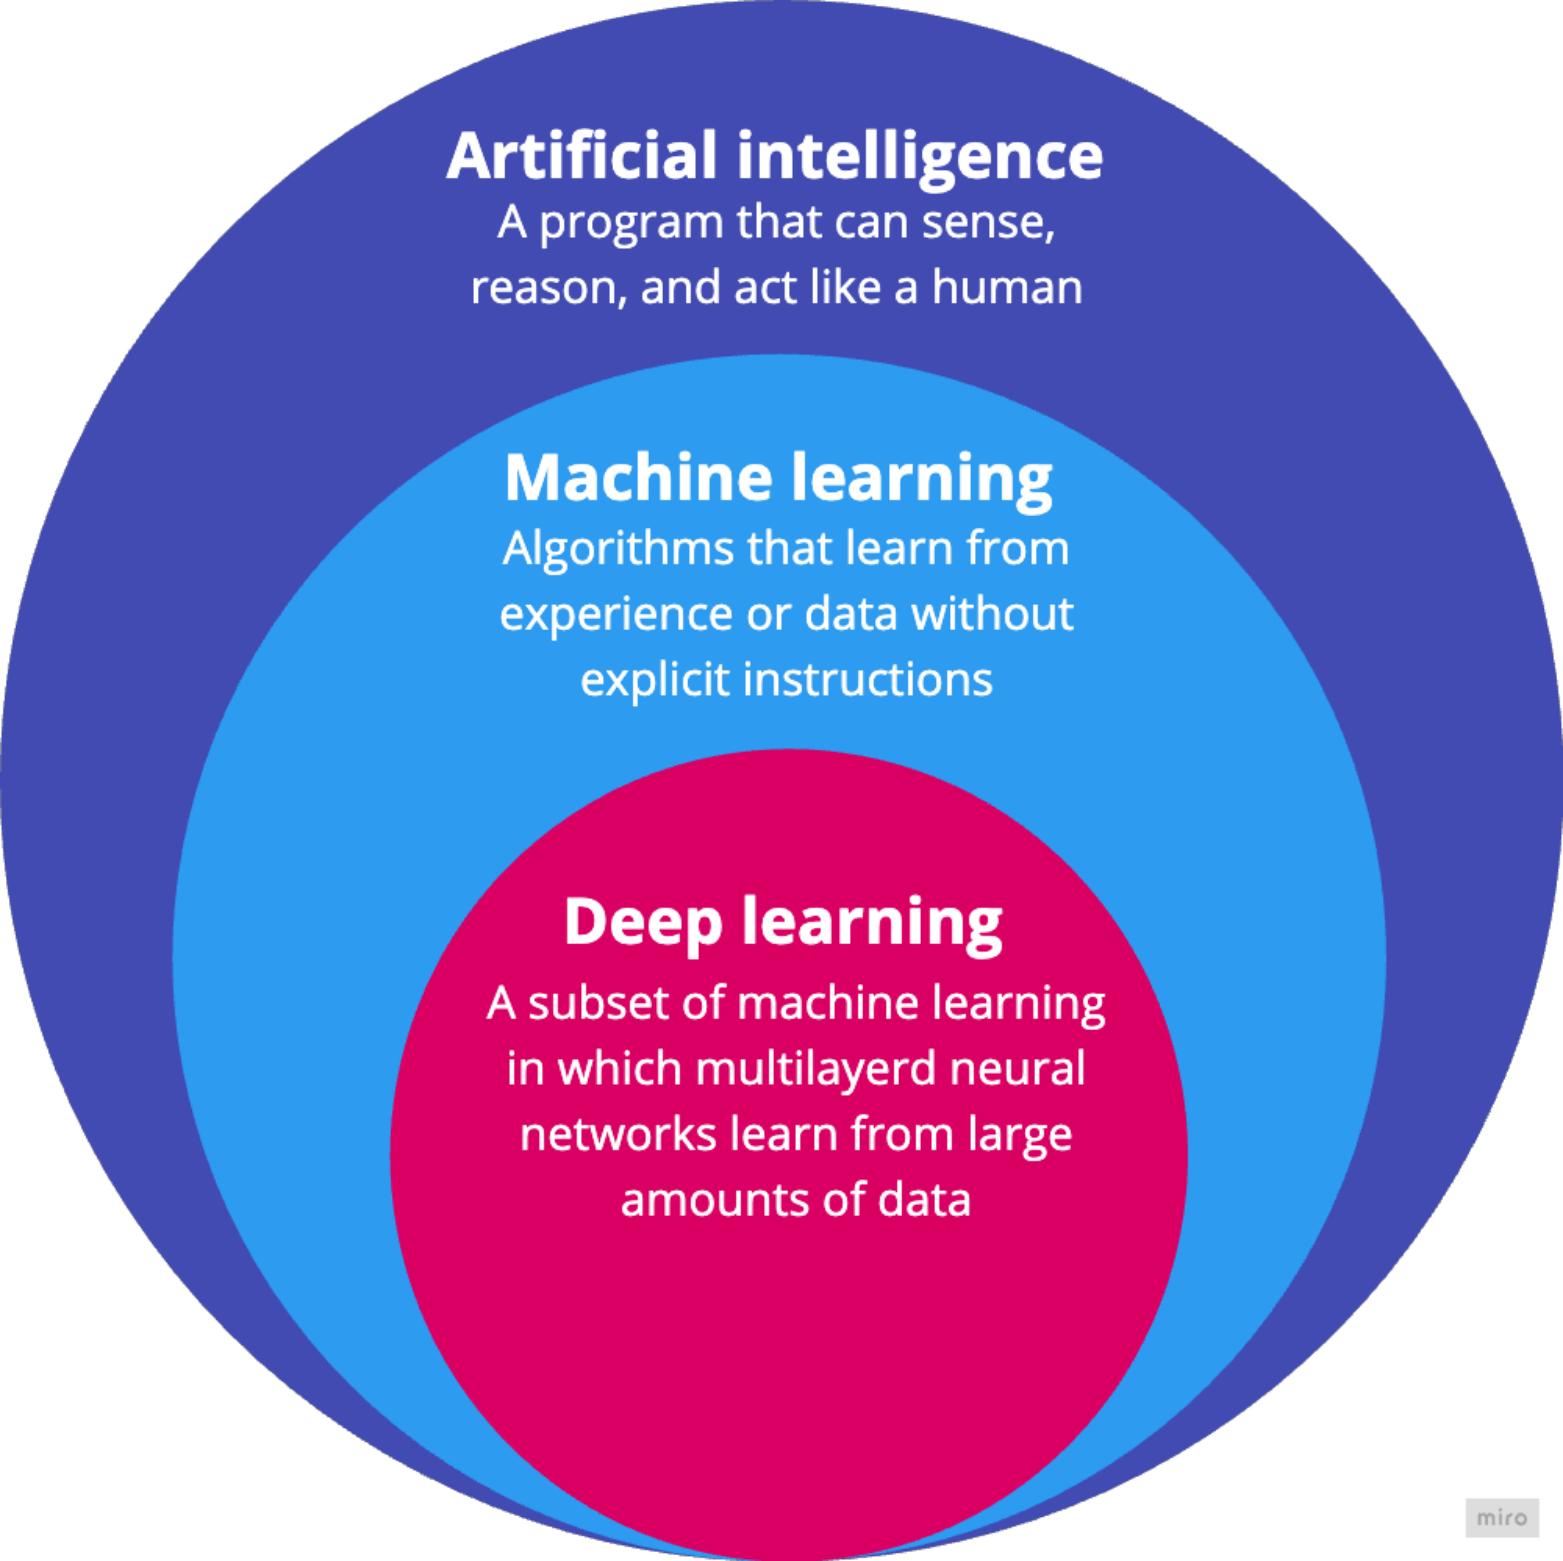 Artificial intelligence
A program that can sense,
reason, and act like a human
Machine learning
Algorithms that learn from
experience or data without
explicit instructions
Deep learning
A subset of machine learning
in which multilayerd neural
networks learn from large
amounts of data
miro